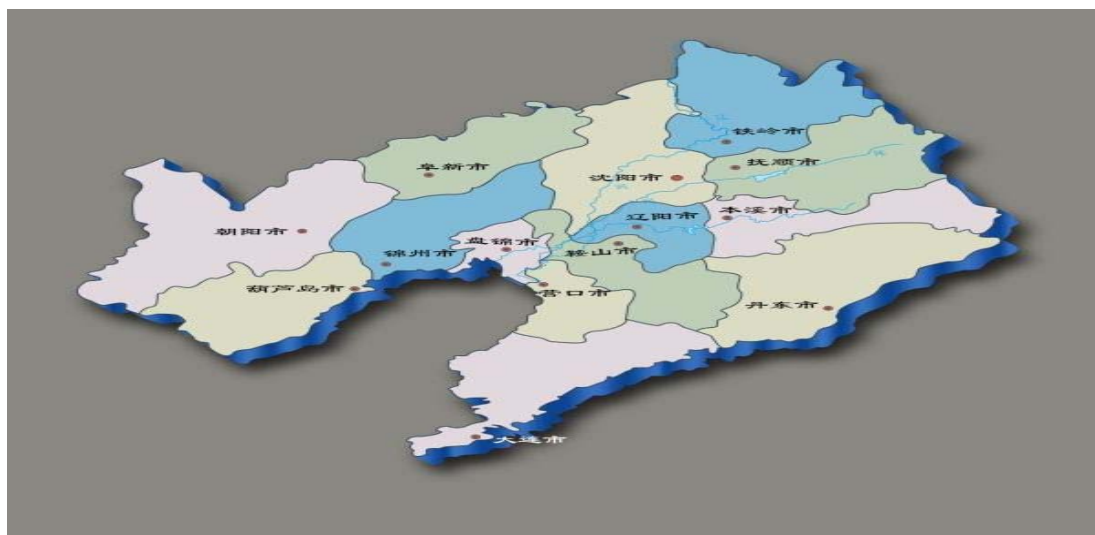 铁岭市
阜新市
抚顺市
沈阳市
本溪市
辽阳市
朝阳市
盘锦市
鞍山市
锦州市
葫芦岛市
营口市
丹东市
大连市